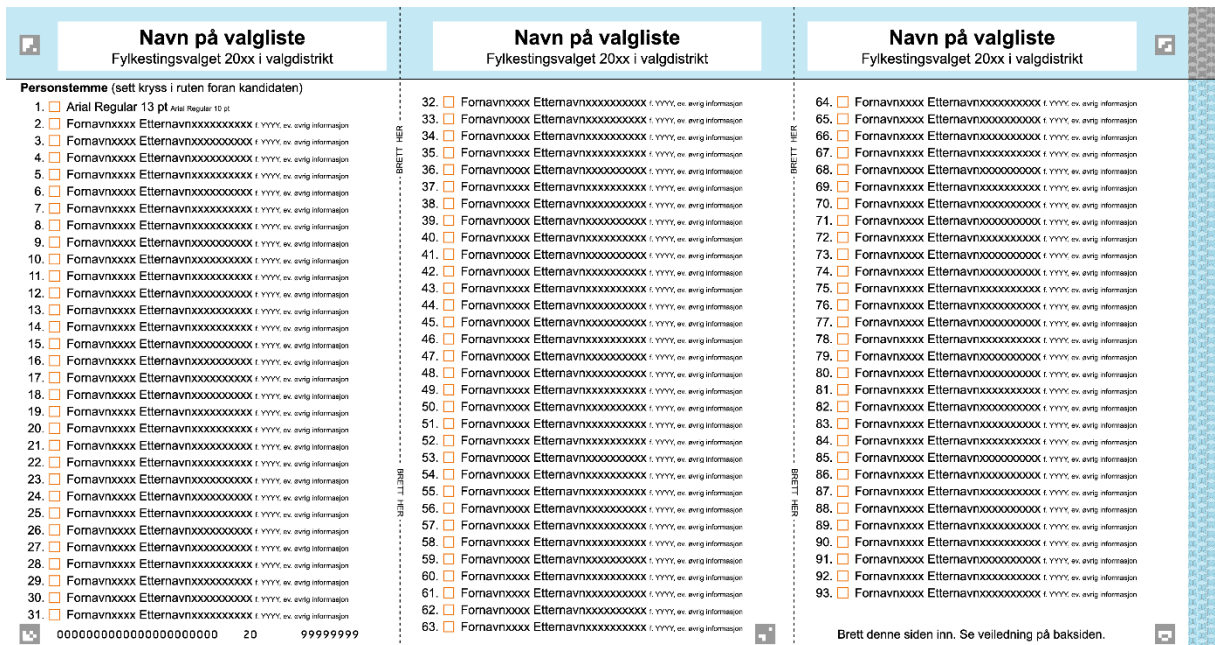 Navn på valgliste
Fylkestingsvalget 20xx i valgdistrikt
Personstemme (sett kryss i ruten foran kandidaten)
1. Arial Regular 13 pt Arial Regular 10 pt
2. Fornavnxxxx Etternavnxxxxxxxxxx f. YYYY, ev. øvrig informasjon
3. Fornavnxxxx Etternavnxxxxxxxxxx f. YYYY, ev. øvrig informasjon
4. Fornavnxxxx Etternavnxxxxxxxxxx f. YYYY, ev. øvrig informasjon
5. Fornavnxxxx Etternavnxxxxxxxxxx f. YYYY, ev. øvrig informasjon
6. Fornavnxxxx Etternavnxxxxxxxxxx f. YYYY, ev. øvrig informasjon
7. Fornavnxxxx Etternavnxxxxxxxxxx f. YYYY, ev. øvrig informasjon
8. Fornavnxxxx Etternavnxxxxxxxxxx f. YYYY, ev. øvrig informasjon
9. Fornavnxxxx Etternavnxxxxxxxxxx f. YYYY, ev. øvrig informasjon
10. Fornavnxxxx Etternavnxxxxxxxxxx f. YYYY, ev. øvrig informasjon
11. Fornavnxxxx Etternavnxxxxxxxxxx f. YYYY, ev. øvrig informasjon
12. Fornavnxxxx Etternavnxxxxxxxxxx f. YYYY, ev. øvrig informasjon
13. Fornavnxxxx Etternavnxxxxxxxxxx f. YYYY, ev. øvrig informasjon
14. Fornavnxxxx Etternavnxxxxxxxxxx f. YYYY, ev. øvrig informasjon
15. Fornavnxxxx Etternavnxxxxxxxxxx f. YYYY, ev. øvrig informasjon
16. Fornavnxxxx Etternavnxxxxxxxxxx f. YYYY, ev. øvrig informasjon
17. Fornavnxxxx Etternavnxxxxxxxxxx f. YYYY, ev. øvrig informasjon
18. Fornavnxxxx Etternavnxxxxxxxxxx f. YYYY, ev. øvrig informasjon
19. Fornavnxxxx Etternavnxxxxxxxxxx f. YYYY, ev. øvrig informasjon
20. Fornavnxxxx Etternavnxxxxxxxxxx f. YYYY, ev. øvrig informasjon
21. Fornavnxxxx Etternavnxxxxxxxxxx f. YYYY, ev. øvrig informasjon
22. Fornavnxxxx Etternavnxxxxxxxxxx f. YYYY, ev. øvrig informasjon
23. Fornavnxxxx Etternavnxxxxxxxxxx f. YYYY, ev. øvrig informasjon
24. Fornavnxxxx Etternavnxxxxxxxxxx f. YYYY, ev. øvrig informasjon
25. Fornavnxxxx Etternavnxxxxxxxxxx f. YYYY, ev. øvrig informasjon
26. Fornavnxxxx Etternavnxxxxxxxxxx f. YYYY, ev. øvrig informasjon
27. Fornavnxxxx Etternavnxxxxxxxxxx f. YYYY, ev. øvrig informasjon
28. Fornavnxxxx Etternavnxxxxxxxxxx f. YYYY, ev. øvrig informasjon
29. Fornavnxxxx Etternavnxxxxxxxxxx f. YYYY, ev. øvrig informasjon
30. Fornavnxxxx Etternavnxxxxxxxxxx f. YYYY, ev. øvrig informasjon
31. Fornavnxxxx Etternavnxxxxxxxxxx f. YYYY, ev. øvrig informasjon
00000000000000000000000 20 99999999
BRETT HER
BRETT HER
Navn på valgliste
Fylkestingsvalget 20xx i valgdistrikt
32. Fornavnxxxx Etternavnxxxxxxxxxx f. YYYY, ev. øvrig informasjon
33. Fornavnxxxx Etternavnxxxxxxxxxx f. YYYY, ev. øvrig informasjon
34. Fornavnxxxx Etternavnxxxxxxxxxx f. YYYY, ev. øvrig informasjon
35. Fornavnxxxx Etternavnxxxxxxxxxx f. YYYY, ev. øvrig informasjon
36. Fornavnxxxx Etternavnxxxxxxxxxx f. YYYY, ev. øvrig informasjon
37. Fornavnxxxx Etternavnxxxxxxxxxx f. YYYY, ev. øvrig informasjon
38. Fornavnxxxx Etternavnxxxxxxxxxx f. YYYY, ev. øvrig informasjon
39. Fornavnxxxx Etternavnxxxxxxxxxx f. YYYY, ev. øvrig informasjon
40. Fornavnxxxx Etternavnxxxxxxxxxx f. YYYY, ev. øvrig informasjon
41. Fornavnxxxx Etternavnxxxxxxxxxx f. YYYY, ev. øvrig informasjon
42. Fornavnxxxx Etternavnxxxxxxxxxx f. YYYY, ev. øvrig informasjon
43. Fornavnxxxx Etternavnxxxxxxxxxx f. YYYY, ev. øvrig informasjon
44. Fornavnxxxx Etternavnxxxxxxxxxx f. YYYY, ev. øvrig informasjon
45. Fornavnxxxx Etternavnxxxxxxxxxx f. YYYY, ev. øvrig informasjon
46. Fornavnxxxx Etternavnxxxxxxxxxx f. YYYY, ev. øvrig informasjon
47. Fornavnxxxx Etternavnxxxxxxxxxx f. YYYY, ev. øvrig informasjon
48. Fornavnxxxx Etternavnxxxxxxxxxx f. YYYY, ev. øvrig informasjon
49. Fornavnxxxx Etternavnxxxxxxxxxx f. YYYY, ev. øvrig informasjon
50. Fornavnxxxx Etternavnxxxxxxxxxx f. YYYY, ev. øvrig informasjon
51. Fornavnxxxx Etternavnxxxxxxxxxx f. YYYY, ev. øvrig informasjon
52. Fornavnxxxx Etternavnxxxxxxxxxx f. YYYY, ev. øvrig informasjon
53. Fornavnxxxx Etternavnxxxxxxxxxx f. YYYY, ev. øvrig informasjon
54. Fornavnxxxx Etternavnxxxxxxxxxx f. YYYY, ev. øvrig informasjon
55. Fornavnxxxx Etternavnxxxxxxxxxx f. YYYY, ev. øvrig informasjon
56. Fornavnxxxx Etternavnxxxxxxxxxx f. YYYY, ev. øvrig informasjon
57. Fornavnxxxx Etternavnxxxxxxxxxx f. YYYY, ev. øvrig informasjon
58. Fornavnxxxx Etternavnxxxxxxxxxx f. YYYY, ev. øvrig informasjon
59. Fornavnxxxx Etternavnxxxxxxxxxx f. YYYY, ev. øvrig informasjon
60. Fornavnxxxx Etternavnxxxxxxxxxx f. YYYY, ev. øvrig informasjon
61. Fornavnxxxx Etternavnxxxxxxxxxx f. YYYY, ev. øvrig informasjon
62. Fornavnxxxx Etternavnxxxxxxxxxx f. YYYY, ev. øvrig informasjon
63. Fornavnxxxx Etternavnxxxxxxxxxx f. YYYY, ev. øvrig informasjon
BRETT HER
BRETT HER
Navn på valgliste
Fylkestingsvalget 20xx i valgdistrikt
64. Fornavnxxxx Etternavnxxxxxxxxxx f. YYYY, ev. øvrig informasjon
65. Fornavnxxxx Etternavnxxxxxxxxxx f. YYYY, ev. øvrig informasjon
66. Fornavnxxxx Etternavnxxxxxxxxxx f. YYYY, ev. øvrig informasjon
67. Fornavnxxxx Etternavnxxxxxxxxxx f. YYYY, ev. øvrig informasjon
68. Fornavnxxxx Etternavnxxxxxxxxxx f. YYYY, ev. øvrig informasjon
69. Fornavnxxxx Etternavnxxxxxxxxxx f. YYYY, ev. øvrig informasjon
70. Fornavnxxxx Etternavnxxxxxxxxxx f. YYYY, ev. øvrig informasjon
71. Fornavnxxxx Etternavnxxxxxxxxxx f. YYYY, ev. øvrig informasjon
72. Fornavnxxxx Etternavnxxxxxxxxxx f. YYYY, ev. øvrig informasjon
73. Fornavnxxxx Etternavnxxxxxxxxxx f. YYYY, ev. øvrig informasjon
74. Fornavnxxxx Etternavnxxxxxxxxxx f. YYYY, ev. øvrig informasjon
75. Fornavnxxxx Etternavnxxxxxxxxxx f. YYYY, ev. øvrig informasjon
76. Fornavnxxxx Etternavnxxxxxxxxxx f. YYYY, ev. øvrig informasjon
77. Fornavnxxxx Etternavnxxxxxxxxxx f. YYYY, ev. øvrig informasjon
78. Fornavnxxxx Etternavnxxxxxxxxxx f. YYYY, ev. øvrig informasjon
79. Fornavnxxxx Etternavnxxxxxxxxxx f. YYYY, ev. øvrig informasjon
80. Fornavnxxxx Etternavnxxxxxxxxxx f. YYYY, ev. øvrig informasjon
81. Fornavnxxxx Etternavnxxxxxxxxxx f. YYYY, ev. øvrig informasjon
82. Fornavnxxxx Etternavnxxxxxxxxxx f. YYYY, ev. øvrig informasjon
83. Fornavnxxxx Etternavnxxxxxxxxxx f. YYYY, ev. øvrig informasjon
84. Fornavnxxxx Etternavnxxxxxxxxxx f. YYYY, ev. øvrig informasjon
85. Fornavnxxxx Etternavnxxxxxxxxxx f. YYYY, ev. øvrig informasjon
86. Fornavnxxxx Etternavnxxxxxxxxxx f. YYYY, ev. øvrig informasjon
87. Fornavnxxxx Etternavnxxxxxxxxxx f. YYYY, ev. øvrig informasjon
88. Fornavnxxxx Etternavnxxxxxxxxxx f. YYYY, ev. øvrig informasjon
89. Fornavnxxxx Etternavnxxxxxxxxxx f. YYYY, ev. øvrig informasjon
90. Fornavnxxxx Etternavnxxxxxxxxxx f. YYYY, ev. øvrig informasjon
91. Fornavnxxxx Etternavnxxxxxxxxxx f. YYYY, ev. øvrig informasjon
92. Fornavnxxxx Etternavnxxxxxxxxxx f. YYYY, ev. øvrig informasjon
93. Fornavnxxxx Etternavnxxxxxxxxxx f. YYYY, ev. øvrig informasjon
Brett denne siden inn. Se veiledning på baksiden.